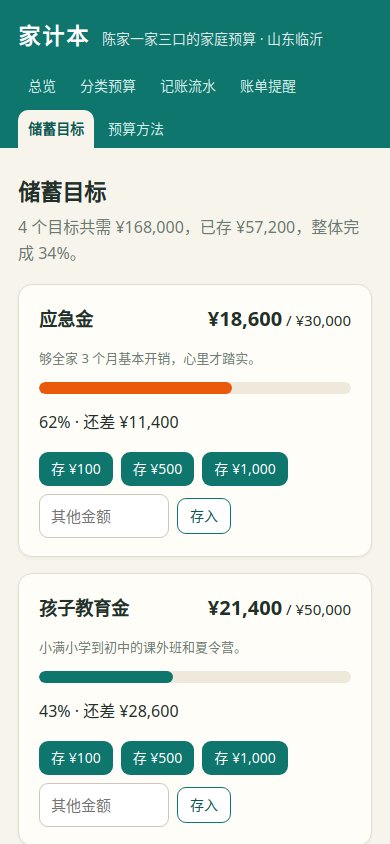 家计本 陈家一家三口的家庭预算 · 山东临沂
总览 分类预算 记账流水 账单提醒
储蓄目标 预算方法
储蓄目标
4 个目标共需 ¥168,000，已存 ¥57,200，整体完
成 34%。
应急金 ¥18,600 / ¥30,000
够全家 3 个月基本开销，心里才踏实。
62% · 还差 ¥11,400
存 ¥100 存 ¥500 存 ¥1,000
其他金额 存入
孩子教育金 ¥21,400 / ¥50,000
小满小学到初中的课外班和夏令营。
43% · 还差 ¥28,600
存 ¥100 存 ¥500 存 ¥1,000
其他金额 存入